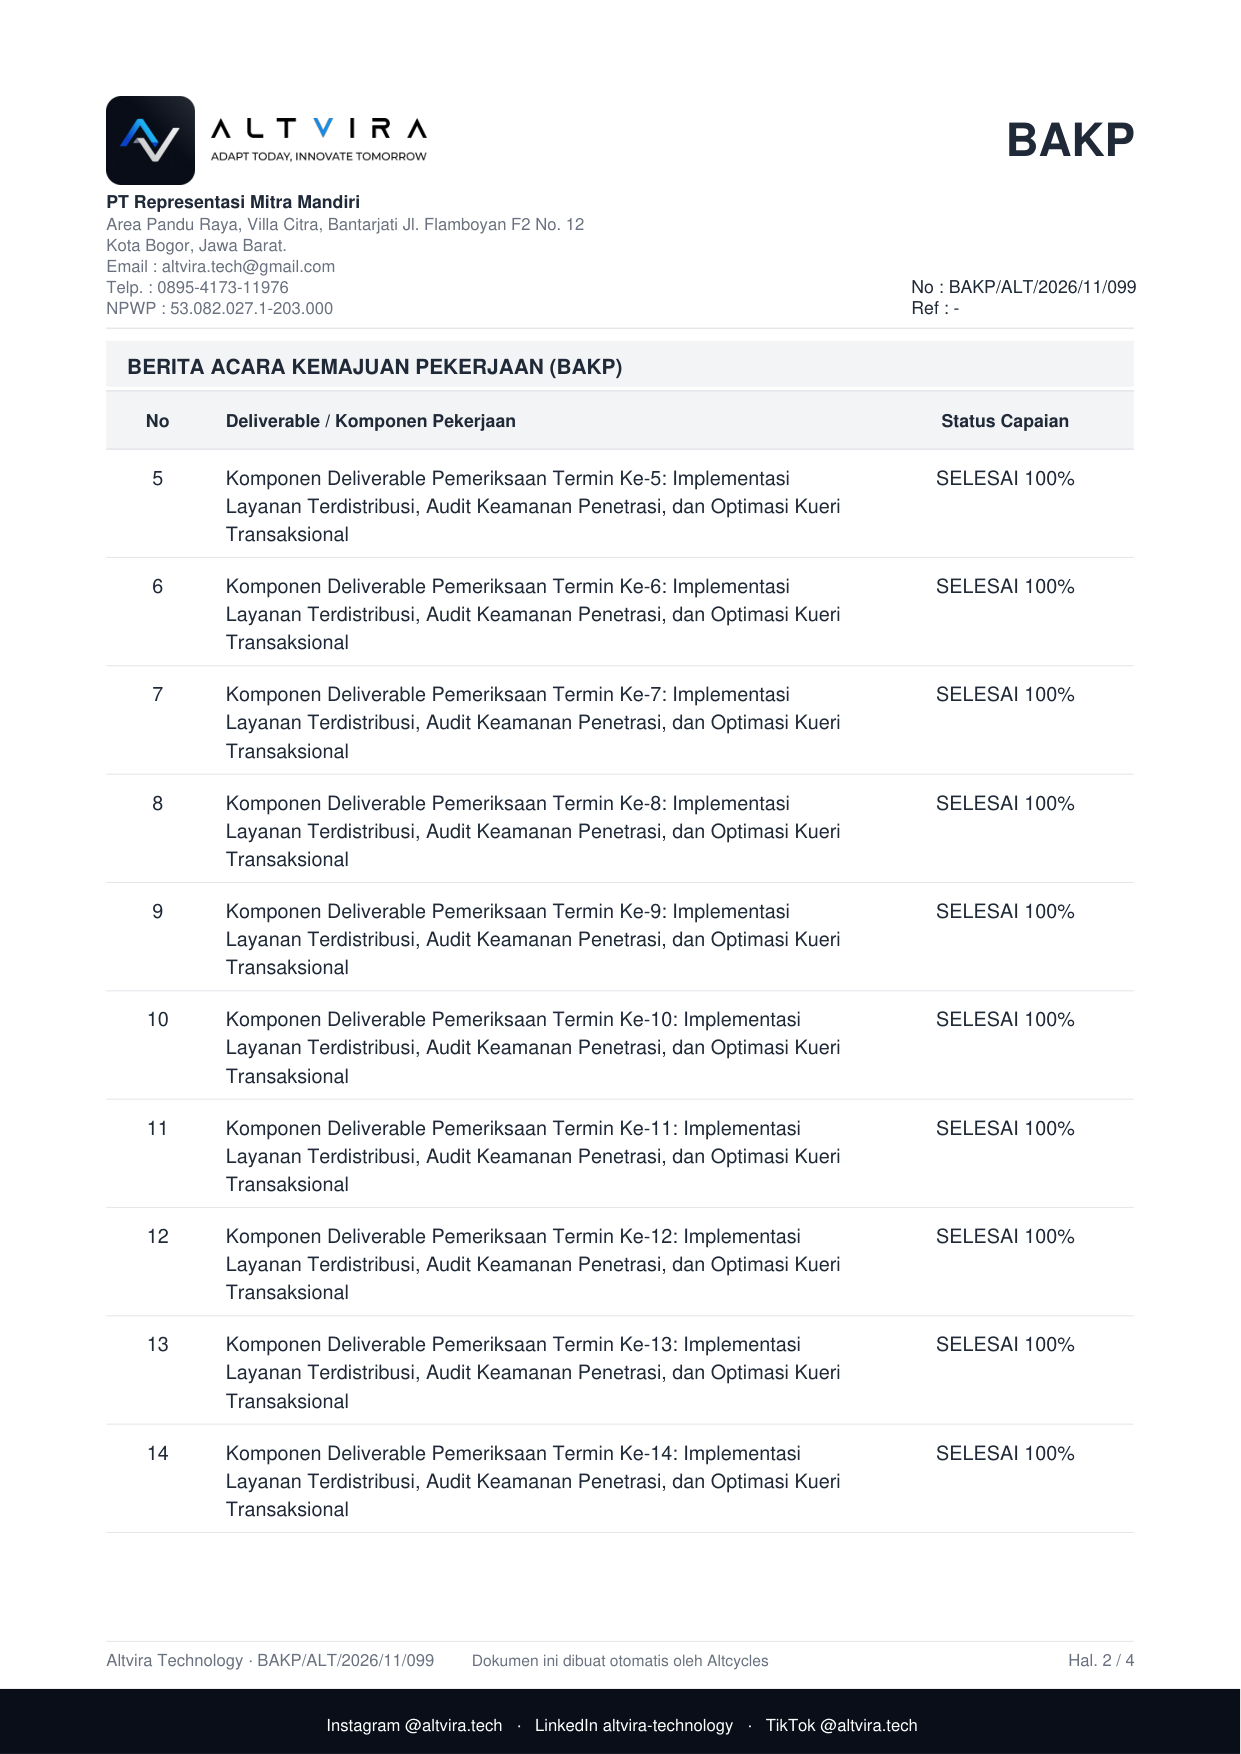 ALTVIRA
ADAPT TODAY, INNOVATE TOMORROW
BAKP
PT Representasi Mitra Mandiri
Area Pandu Raya, Villa Citra, Bantarjati Jl. Flamboyan F2 No. 12
Kota Bogor, Jawa Barat.
Email : altvira.tech@gmail.com
Telp. : 0895-4173-11976
NPWP : 53.082.027.1-203.000
No : BAKP/ALT/2026/11/099
Ref : -
BERITA ACARA KEMAJUAN PEKERJAAN (BAKP)
No Deliverable / Komponen Pekerjaan Status Capaian
5 Komponen Deliverable Pemeriksaan Termin Ke-5: Implementasi SELESAI 100%
Layanan Terdistribusi, Audit Keamanan Penetrasi, dan Optimasi Kueri
Transaksional
6 Komponen Deliverable Pemeriksaan Termin Ke-6: Implementasi SELESAI 100%
Layanan Terdistribusi, Audit Keamanan Penetrasi, dan Optimasi Kueri
Transaksional
7 Komponen Deliverable Pemeriksaan Termin Ke-7: Implementasi SELESAI 100%
Layanan Terdistribusi, Audit Keamanan Penetrasi, dan Optimasi Kueri
Transaksional
8 Komponen Deliverable Pemeriksaan Termin Ke-8: Implementasi SELESAI 100%
Layanan Terdistribusi, Audit Keamanan Penetrasi, dan Optimasi Kueri
Transaksional
9 Komponen Deliverable Pemeriksaan Termin Ke-9: Implementasi SELESAI 100%
Layanan Terdistribusi, Audit Keamanan Penetrasi, dan Optimasi Kueri
Transaksional
10 Komponen Deliverable Pemeriksaan Termin Ke-10: Implementasi SELESAI 100%
Layanan Terdistribusi, Audit Keamanan Penetrasi, dan Optimasi Kueri
Transaksional
11 Komponen Deliverable Pemeriksaan Termin Ke-11: Implementasi SELESAI 100%
Layanan Terdistribusi, Audit Keamanan Penetrasi, dan Optimasi Kueri
Transaksional
12 Komponen Deliverable Pemeriksaan Termin Ke-12: Implementasi SELESAI 100%
Layanan Terdistribusi, Audit Keamanan Penetrasi, dan Optimasi Kueri
Transaksional
13 Komponen Deliverable Pemeriksaan Termin Ke-13: Implementasi SELESAI 100%
Layanan Terdistribusi, Audit Keamanan Penetrasi, dan Optimasi Kueri
Transaksional
14 Komponen Deliverable Pemeriksaan Termin Ke-14: Implementasi SELESAI 100%
Layanan Terdistribusi, Audit Keamanan Penetrasi, dan Optimasi Kueri
Transaksional
Altvira Technology · BAKP/ALT/2026/11/099 Dokumen ini dibuat otomatis oleh Altcycles Hal. 2 / 4
Instagram @altvira.tech · LinkedIn altvira-technology · TikTok @altvira.tech